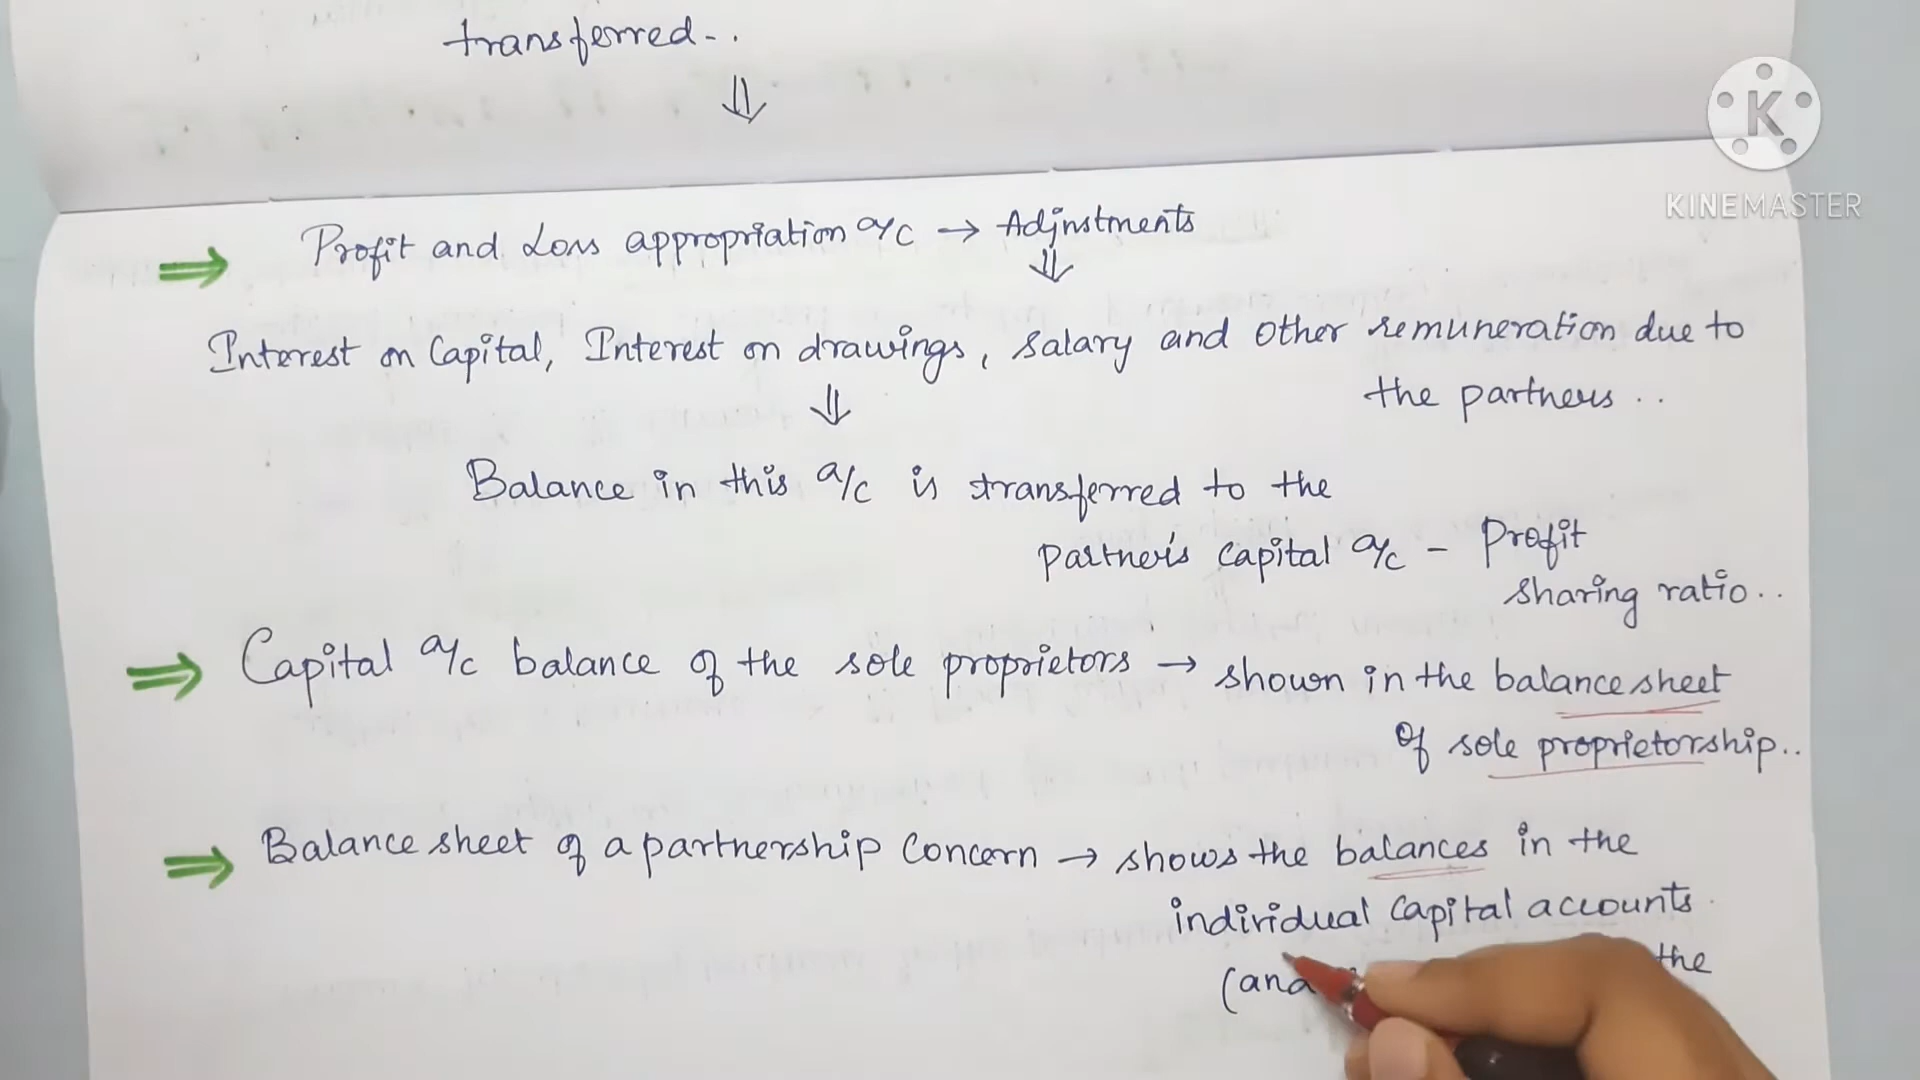 transferred..
K
KINEMASTER
Profit and Loss appropriation a/c → Adjustments
Interest on Capital, Interest on drawings, salary and other remuneration due to
the partners ..
Balance in this a/c is transferred to the
partner's capital a/c - Profit
sharing ratio..
Capital a/c balance of the sole proprietors → shown in the balance sheet
of sole proprietorship..
Balance sheet of a partnership concern → shows the balances in the
individual capital accounts
(and the